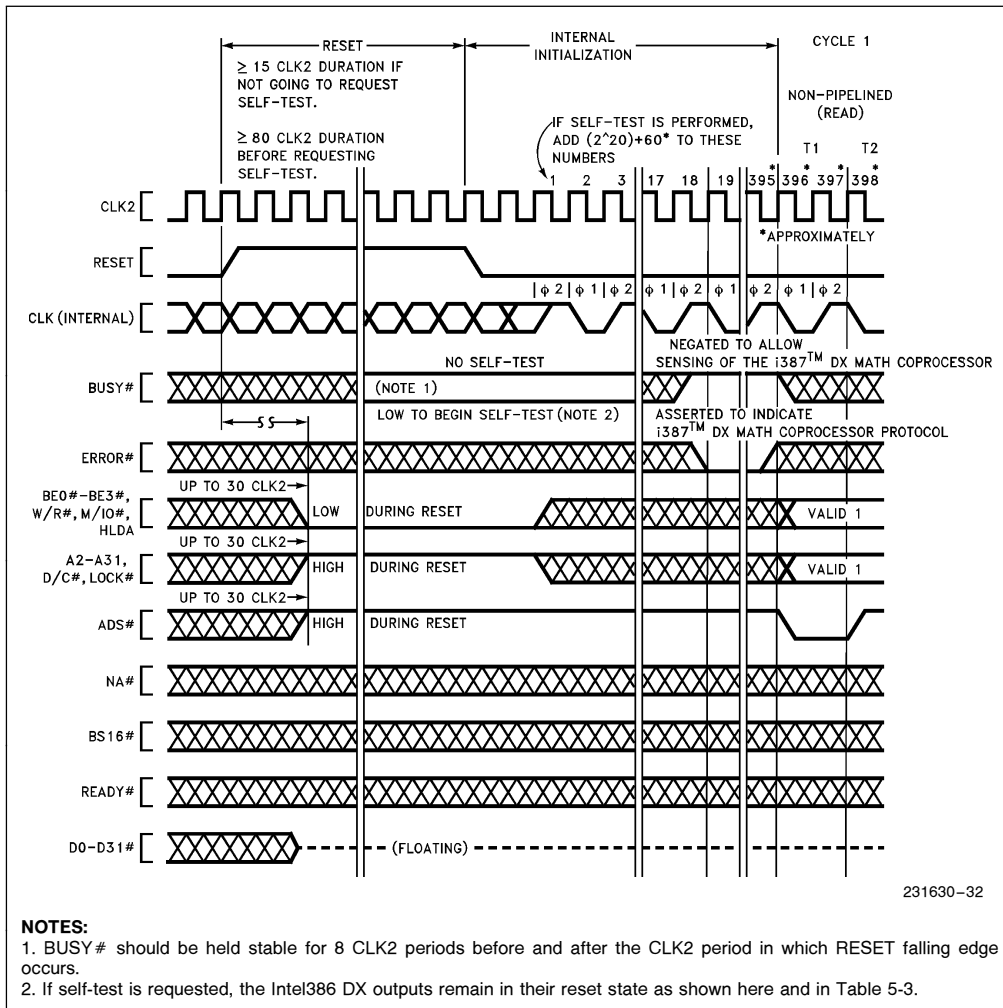 RESET
INTERNAL
INITIALIZATION
CYCLE 1
≥ 15 CLK2 DURATION IF
NOT GOING TO REQUEST
SELF-TEST.
≥ 80 CLK2 DURATION
BEFORE REQUESTING
SELF-TEST.
IF SELF-TEST IS PERFORMED,
ADD (2^20)+60* TO THESE
NUMBERS
NON-PIPELINED
(READ)
T1 T2
1 2 3 17 18 19 395* 396* 397* 398*
CLK2
*APPROXIMATELY
RESET
φ 2 | φ 1 | φ 2 | φ 1 | φ 2 | φ 1 | φ 2 | φ 1 | φ 2
CLK (INTERNAL)
NO SELF-TEST
NEGATED TO ALLOW
SENSING OF THE i387™ DX MATH COPROCESSOR
BUSY#
(NOTE 1)
LOW TO BEGIN SELF-TEST (NOTE 2)
ASSERTED TO INDICATE
i387™ DX MATH COPROCESSOR PROTOCOL
ERROR#
UP TO 30 CLK2
BE0#-BE3#,
W/R#, M/IO#,
HLDA
LOW DURING RESET
VALID 1
UP TO 30 CLK2
A2-A31,
D/C#, LOCK#
HIGH DURING RESET
VALID 1
UP TO 30 CLK2
ADS#
HIGH DURING RESET
NA#
BS16#
READY#
D0-D31#
(FLOATING)
231630–32
NOTES:
1. BUSY# should be held stable for 8 CLK2 periods before and after the CLK2 period in which RESET falling edge
occurs.
2. If self-test is requested, the Intel386 DX outputs remain in their reset state as shown here and in Table 5-3.